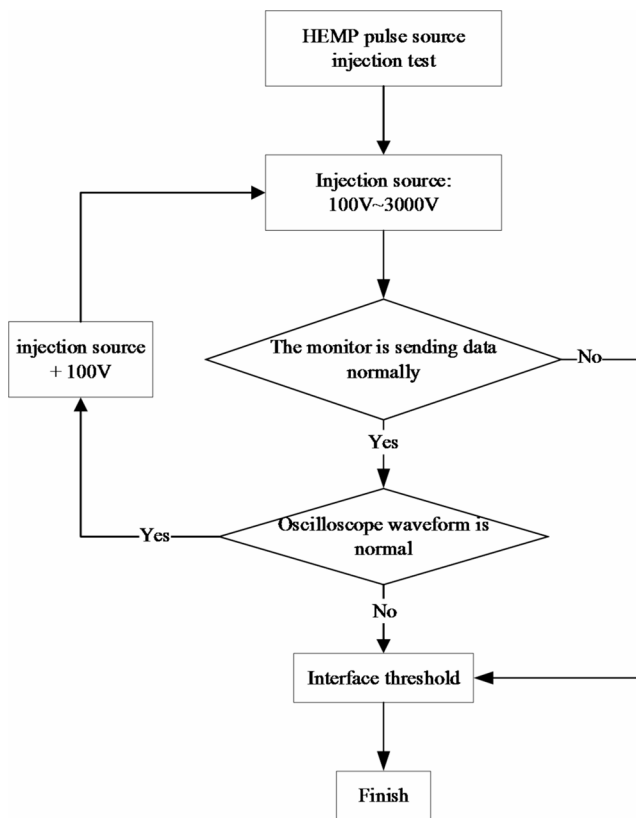 HEMP pulse source
injection test
Injection source:
100V~3000V
The monitor is sending data
normally
No
injection source
+ 100V
Yes
Oscilloscope waveform is
normal
Yes
No
Interface threshold
Finish